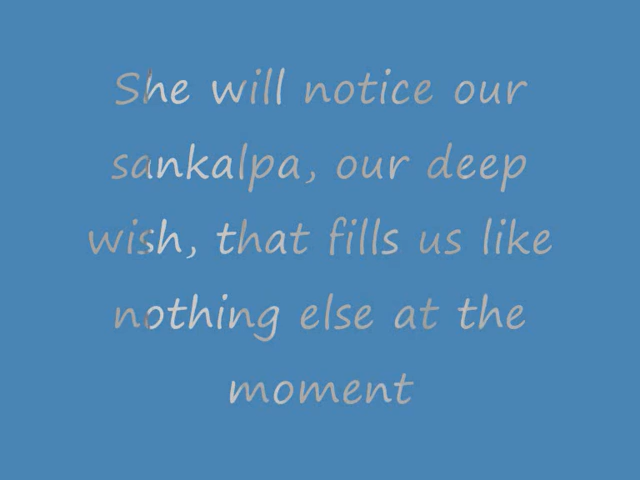 She will notice our
sankalpa, our deep
wish, that fills us like
nothing else at the
moment